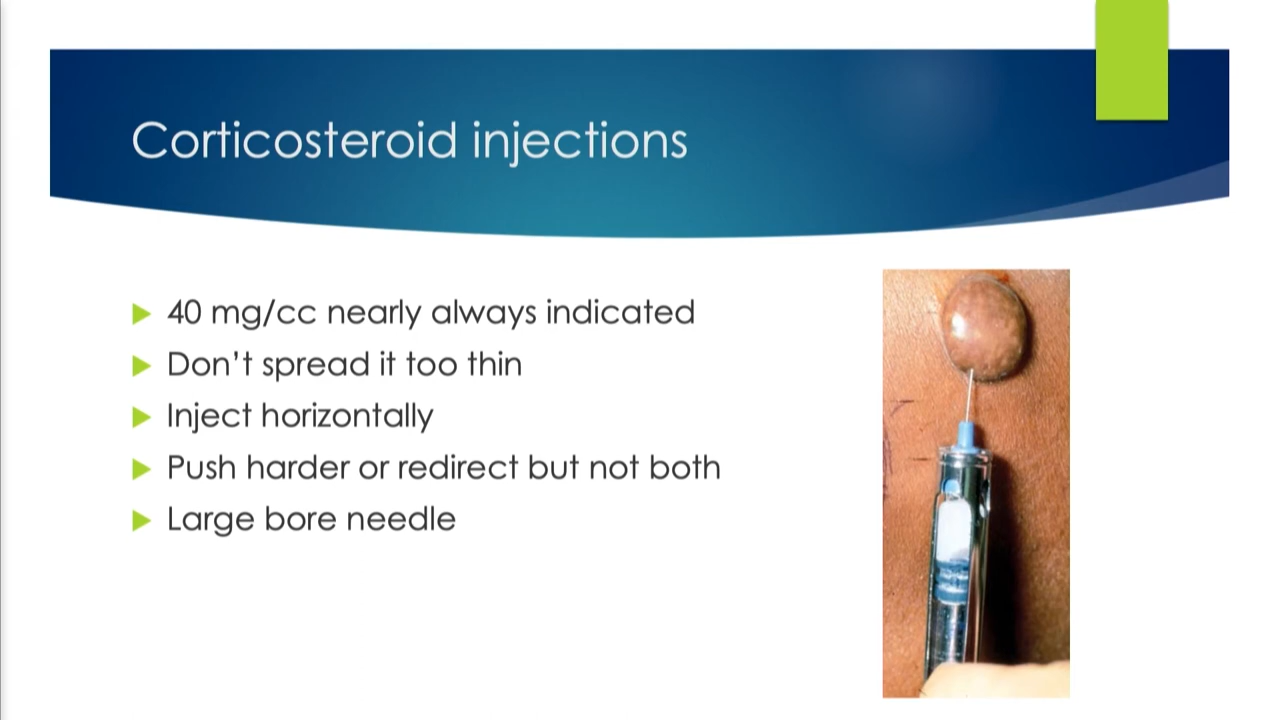 Corticosteroid injections
40 mg/cc nearly always indicated
Don’t spread it too thin
Inject horizontally
Push harder or redirect but not both
Large bore needle